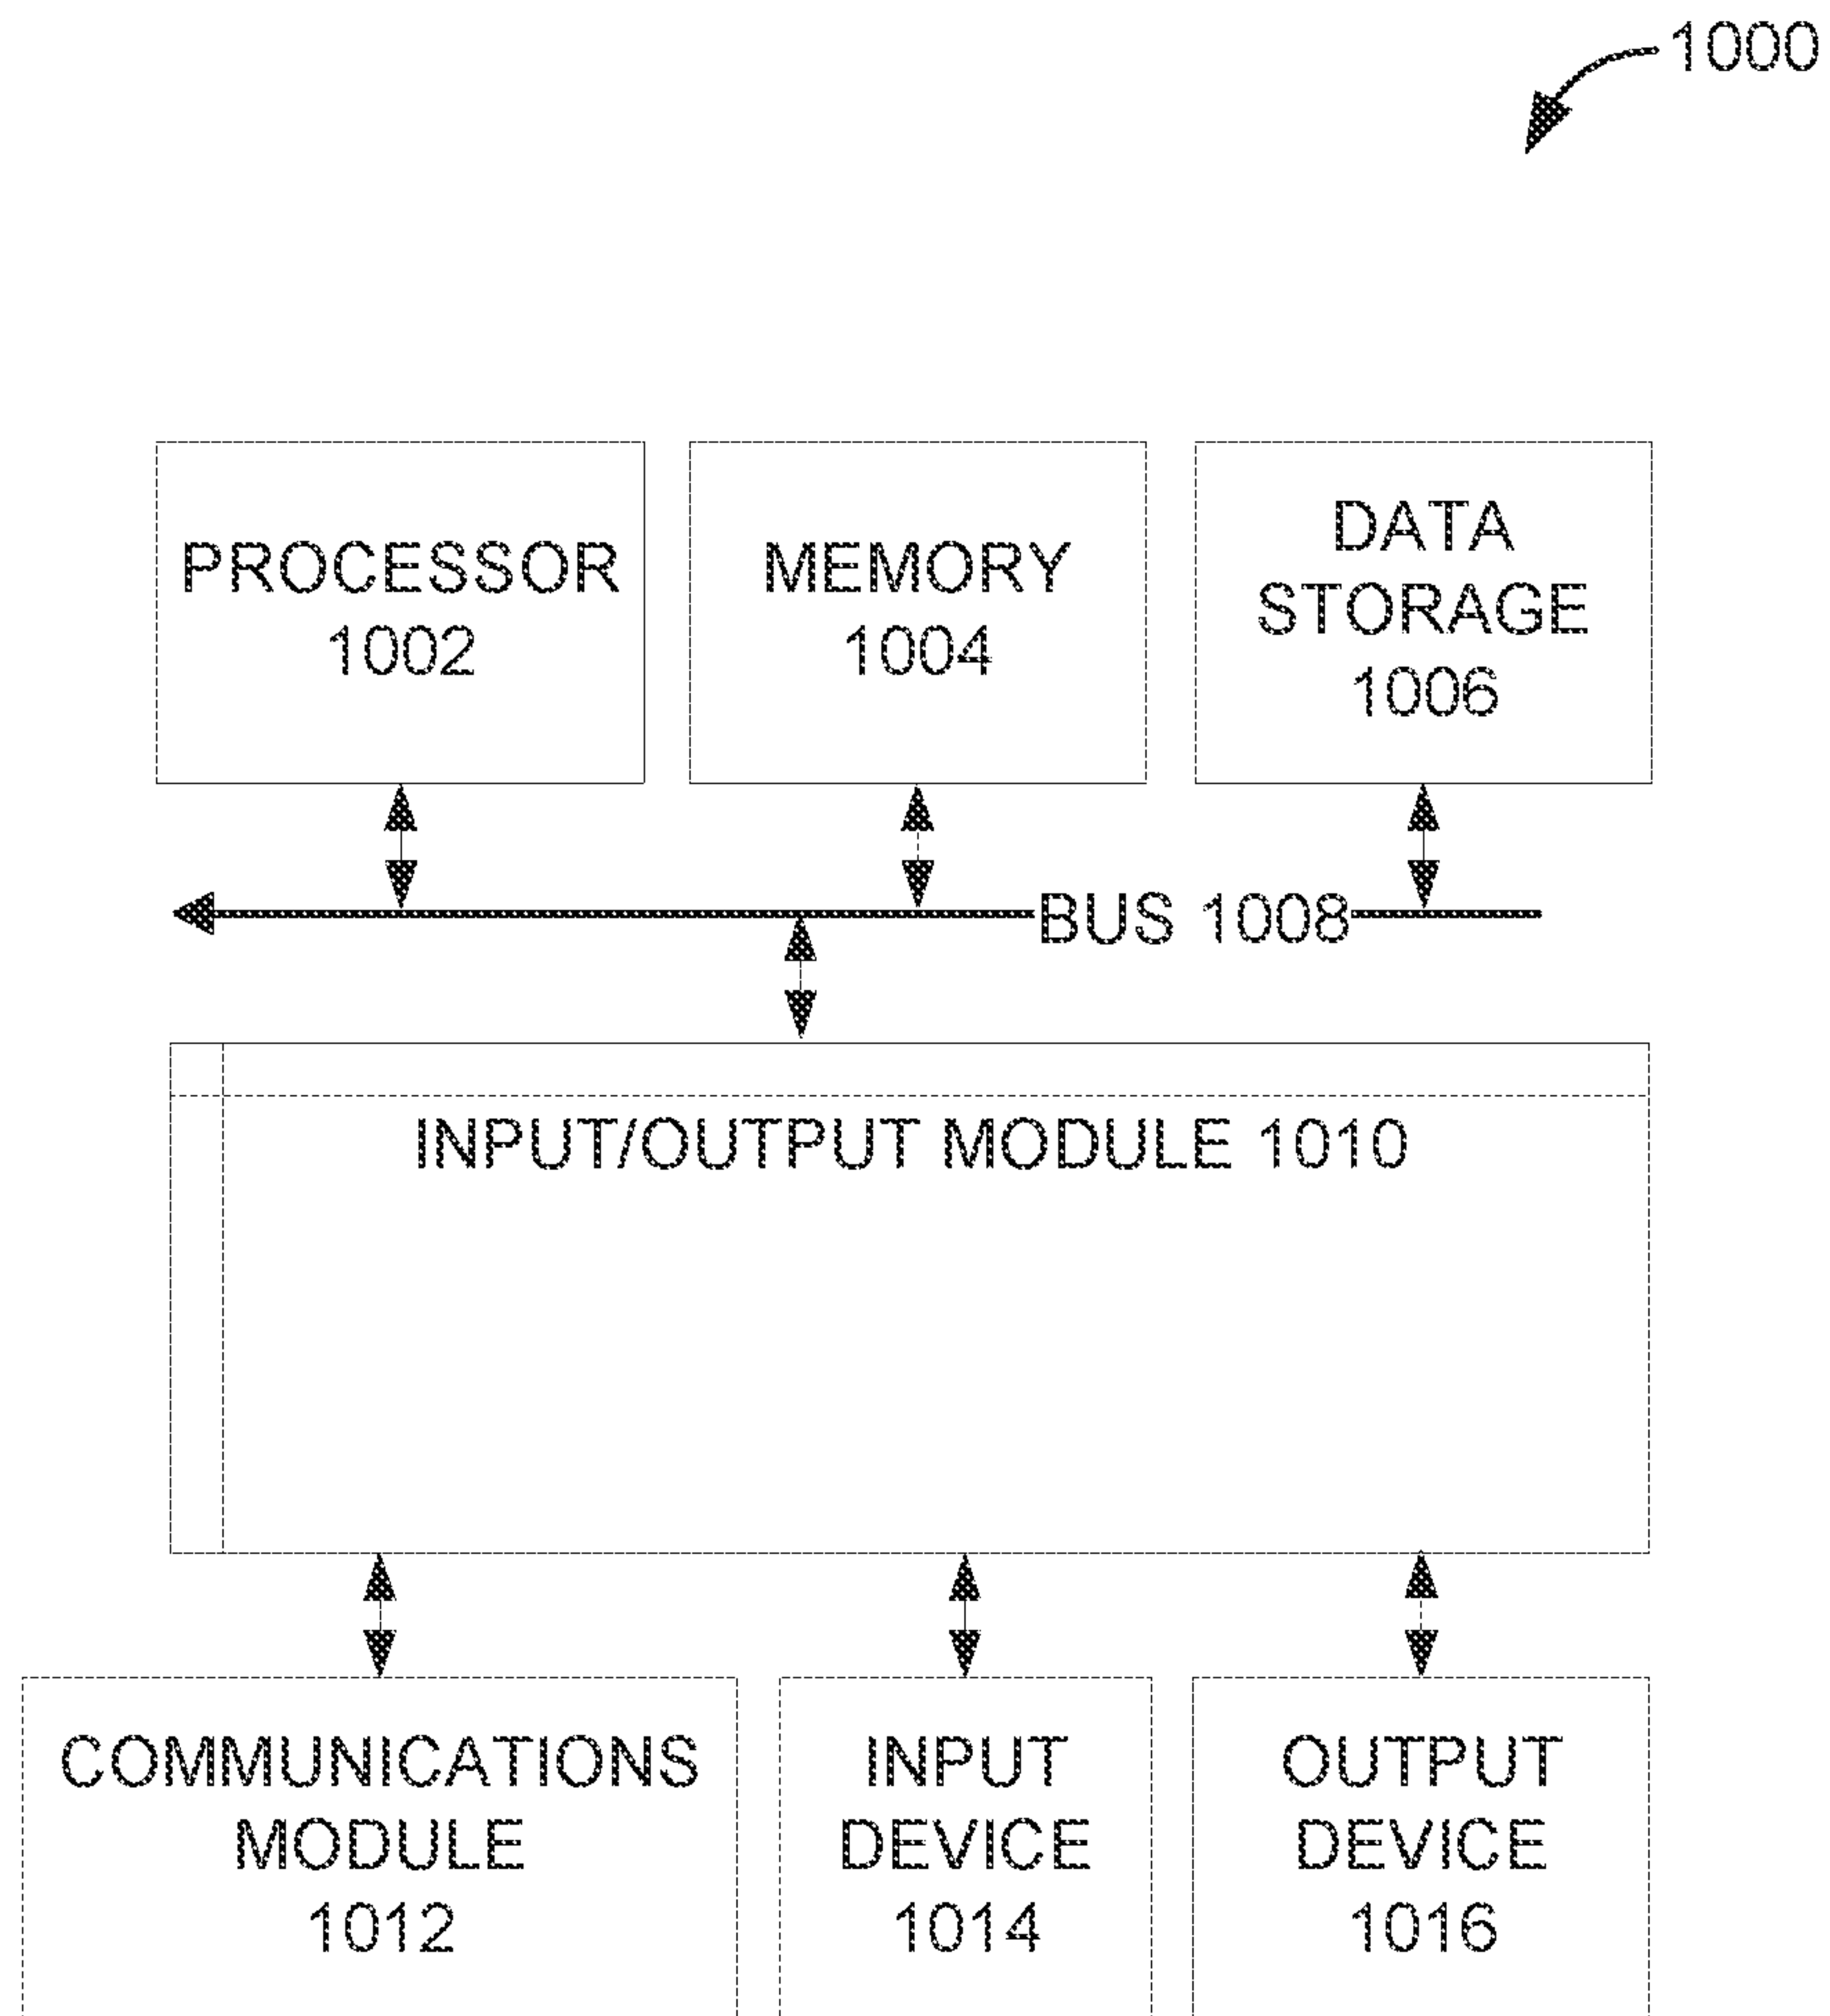 1000
PROCESSOR
1002
MEMORY
1004
DATA
STORAGE
1006
BUS 1008
INPUT/OUTPUT MODULE 1010
COMMUNICATIONS
MODULE
1012
INPUT
DEVICE
1014
OUTPUT
DEVICE
1016